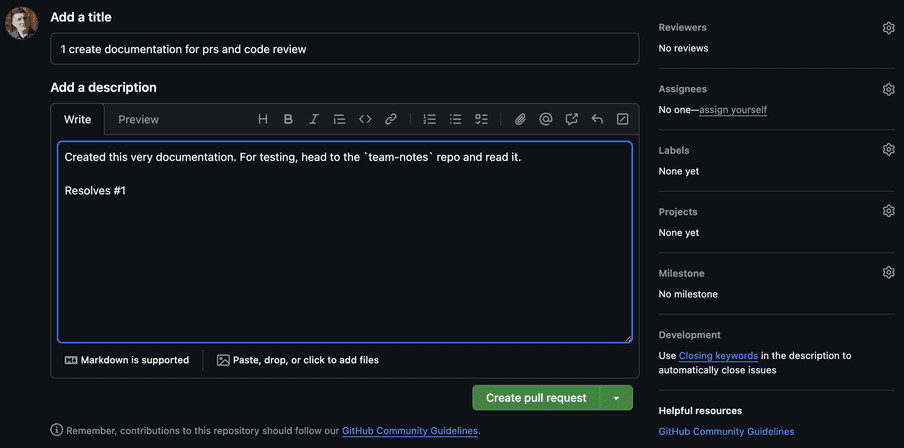 Add a title
1 create documentation for prs and code review
Add a description
Write
Preview
Created this very documentation. For testing, head to the `team-notes` repo and read it.
Resolves #1
Markdown is supported
Paste, drop, or click to add files
Create pull request
Remember, contributions to this repository should follow our GitHub Community Guidelines.
Reviewers
No reviews
Assignees
No one—assign yourself
Labels
None yet
Projects
None yet
Milestone
No milestone
Development
Use Closing keywords in the description to
automatically close issues
Helpful resources
GitHub Community Guidelines